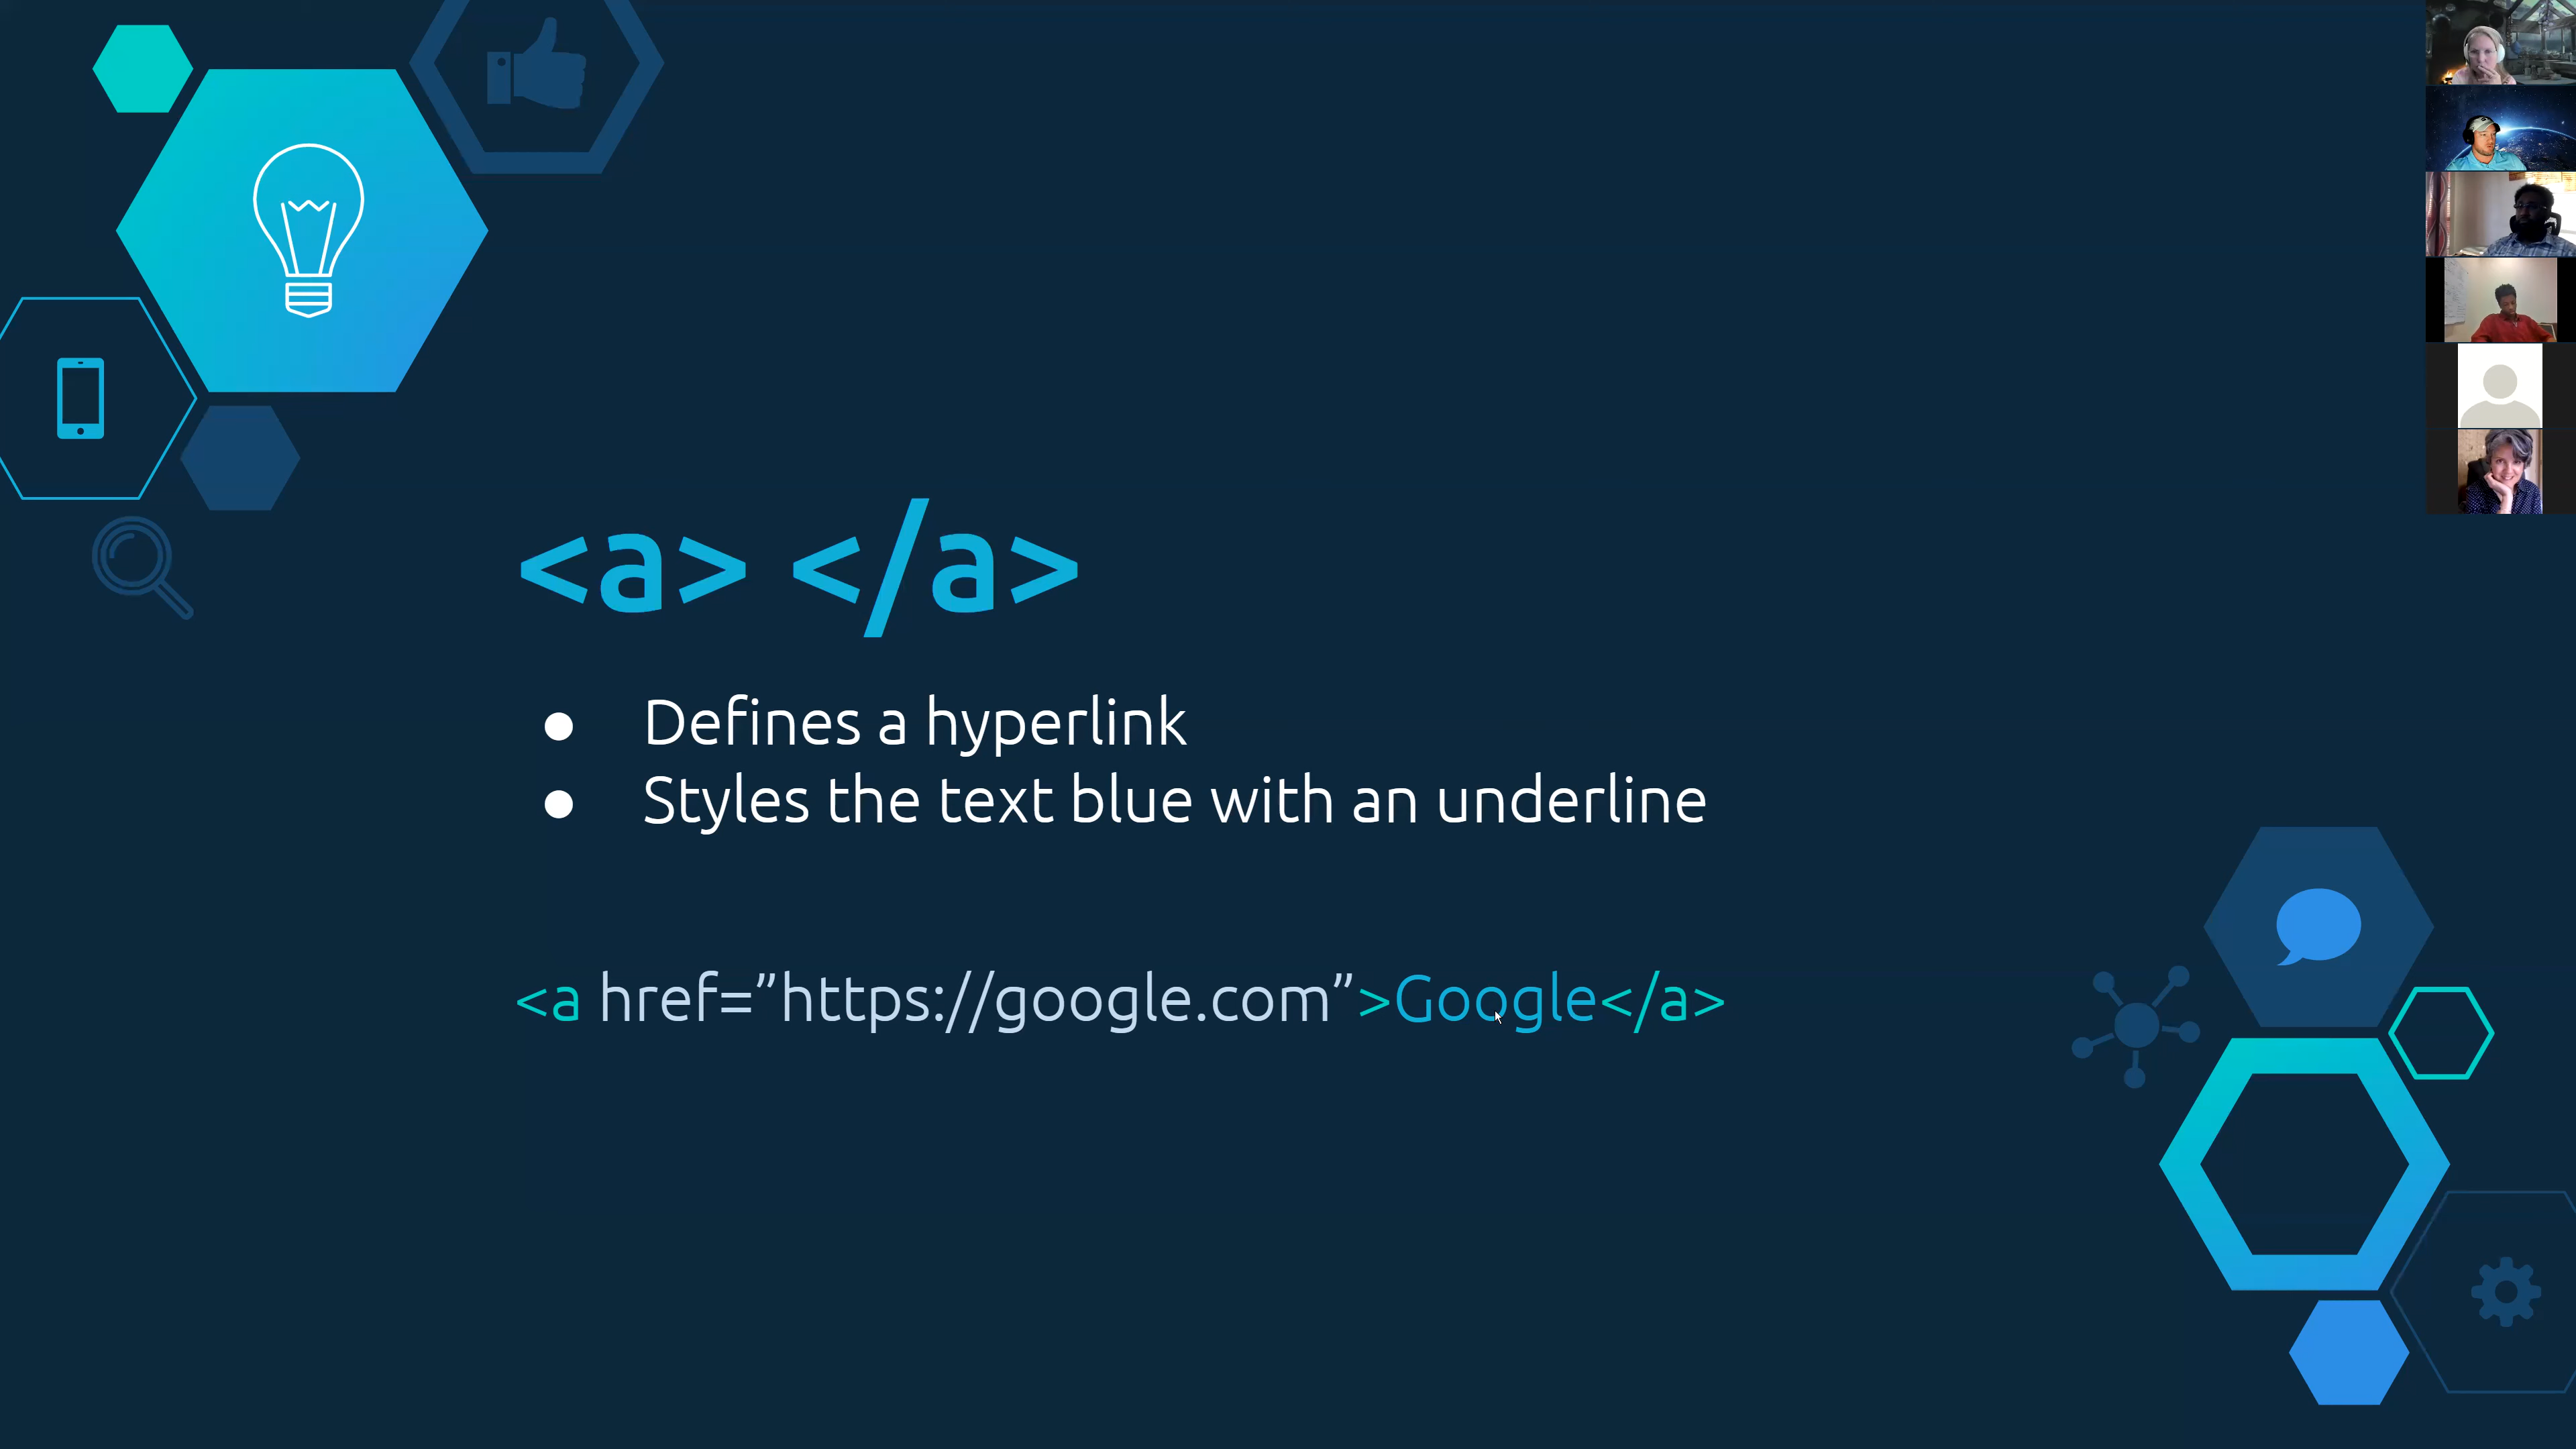 <a> </a>
● Defines a hyperlink
● Styles the text blue with an underline
<a href=”https://google.com”>Google</a>